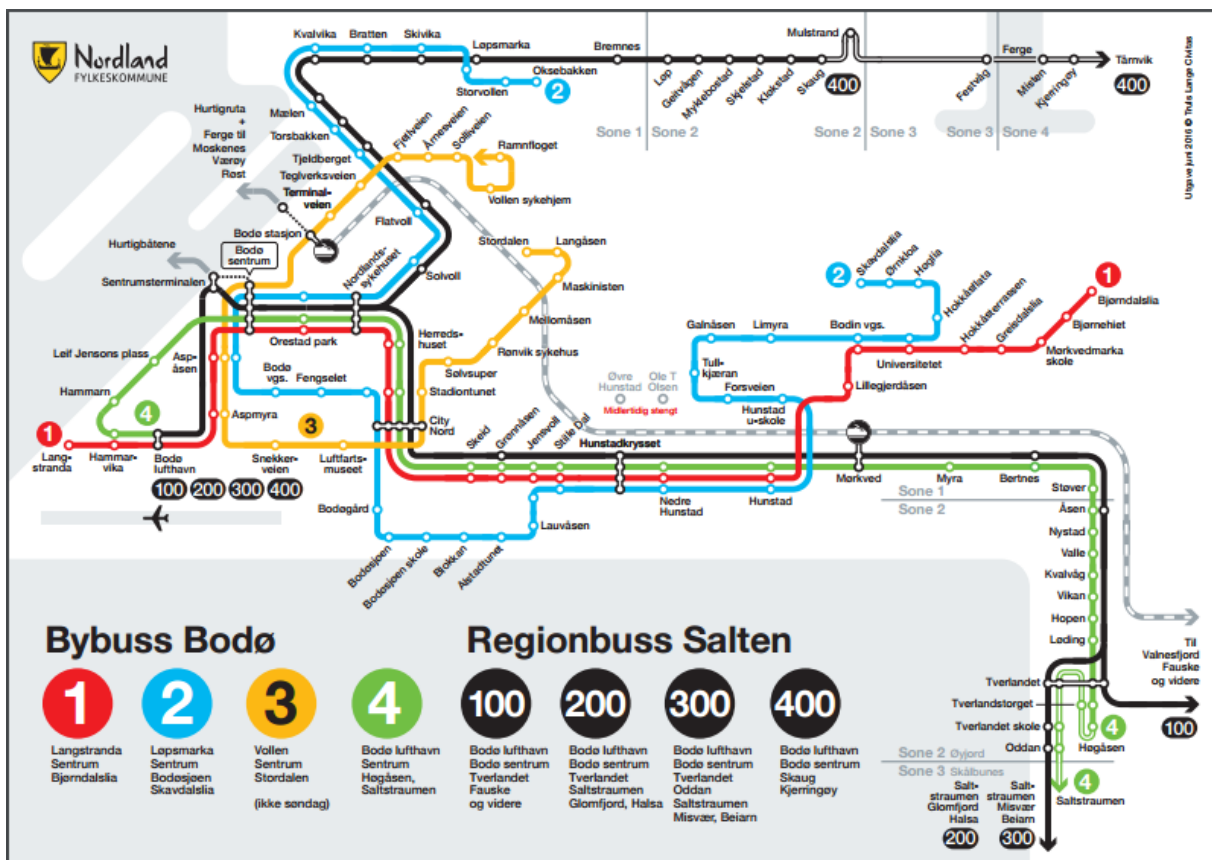 Nordland
FYLKESKOMMUNE
Kvalvika
Bratten
Skivika
Løpsmarka
Oksebakken
Storvollen
2
Bremnes
Løp
Geitvågen
Myklebostad
Skjelstad
Klokstad
Skaug
Mulstrand
400
Festvåg
Ferge
Misten
Kjerringøy
Tårnvik
400
Sone 1
Sone 2
Sone 2
Sone 3
Sone 3
Sone 4
Utgave juni 2016 © Truls Lange Civitas
Hurtigruta
+
Ferge til
Moskenes
Værøy
Røst
Mælen
Torsbakken
Tjeldberget
Teglverksveien
Terminal-
veien
Bodø stasjon
Fjellveien
Årnesveien
Solliveien
Ramnfloget
Vollen sykehjem
Flatvoll
Hurtigbåtene
Bodø
sentrum
Sentrumsterminalen
Nordlands-
sykehuset
Solvoll
Stordalen
Langåsen
Maskinisten
Mellomåsen
Rønvik sykehus
Sølvsuper
Stadiontunet
2
Skavdalslia
Ørnkloa
Høglia
Hokkåsflata
Hokkåsterrassen
Greisdalslia
1
Bjørndalslia
Bjørnehiet
Mørkvedmarka
skole
Galnåsen
Limyra
Bodin vgs.
Universitetet
Lillegjerdåsen
Tull-
kjæran
Forsveien
Hunstad
u-skole
Øvre
Hunstad
Ole T
Olsen
Midlertidig stengt
Leif Jensons plass
Asp-
åsen
Orestad park
Herreds-
huset
Hammarn
4
Bodø
vgs.
Fengselet
Aspmyra
3
City
Nord
1
Lang-
stranda
Hammar-
vika
Bodø
lufthavn
100 200 300 400
Snekker-
veien
Luftfarts-
museet
Skeid
Grennåsen
Jensvoll
Stille Dal
Hunstadkrysset
Nedre
Hunstad
Hunstad
Mørkved
Myra
Bertnes
Sone 1
Sone 2
Bodøgård
Lauvåsen
Bodøsjøen
Bodøsjøen skole
Blokkan
Alstadtunet
Støver
Åsen
Nystad
Valle
Kvalvåg
Vikan
Hopen
Løding
Til
Valnesfjord
Fauske
og videre
Tverlandet
Tverlandstorget
Tverlandet skole
Oddan
4
Høgåsen
100
Sone 2 Øyjord
Sone 3 Skålbunes
4
Saltstraumen
Salt-
straumen
Glomfjord
Halsa
200
Salt-
straumen
Misvær
Beiarn
300
Bybuss Bodø
1
Langstranda
Sentrum
Bjørndalslia
2
Løpsmarka
Sentrum
Bodøsjøen
Skavdalslia
3
Vollen
Sentrum
Stordalen
(ikke søndag)
4
Bodø lufthavn
Sentrum
Høgåsen,
Saltstraumen
Regionbuss Salten
100
Bodø lufthavn
Bodø sentrum
Tverlandet
Fauske
og videre
200
Bodø lufthavn
Bodø sentrum
Tverlandet
Saltstraumen
Glomfjord, Halsa
300
Bodø lufthavn
Bodø sentrum
Tverlandet
Oddan
Saltstraumen
Misvær, Beiarn
400
Bodø lufthavn
Bodø sentrum
Skaug
Kjerringøy